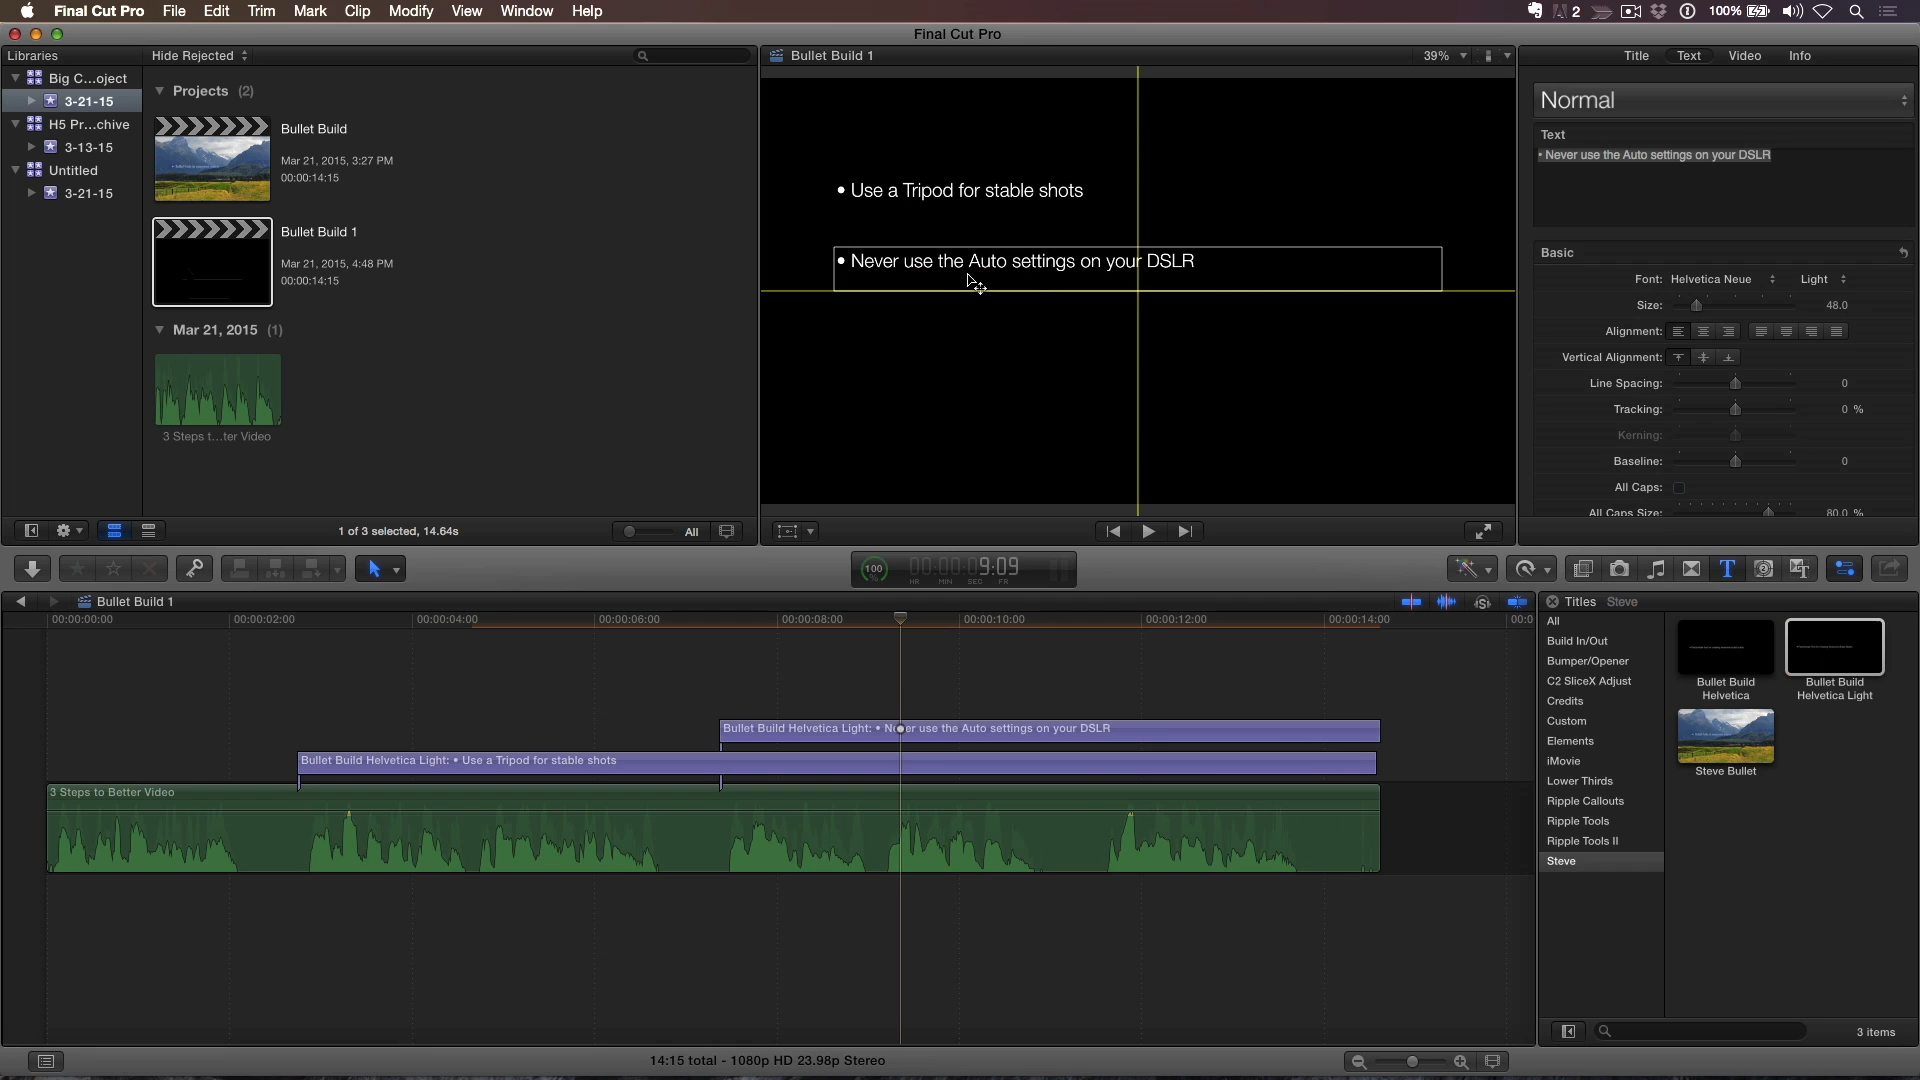 Final Cut Pro File Edit Trim Mark Clip Modify View Window Help
2 100%
Final Cut Pro
Libraries
Hide Rejected
Bullet Build 1
39%
Title Text Video Info
Big C...oject
3-21-15
H5 Pr...chive
3-13-15
Untitled
3-21-15
Projects (2)
Bullet Build
Mar 21, 2015, 3:27 PM
00:00:14:15
Bullet Build 1
Mar 21, 2015, 4:48 PM
00:00:14:15
Mar 21, 2015 (1)
3 Steps t...ter Video
1 of 3 selected, 14.64s
All
• Use a Tripod for stable shots
• Never use the Auto settings on your DSLR
Normal
Text
• Never use the Auto settings on your DSLR
Basic
Font: Helvetica Neue Light
Size: 48.0
Alignment:
Vertical Alignment:
Line Spacing: 0
Tracking: 0 %
Kerning:
Baseline: 0
All Caps:
All Caps Size: 80.0 %
100 %
00:00:09:09
HR MIN SEC FR
Bullet Build 1
00:00:00:00 00:00:02:00 00:00:04:00 00:00:06:00 00:00:08:00 00:00:10:00 00:00:12:00 00:00:14:00 00:0
Bullet Build Helvetica Light: • Never use the Auto settings on your DSLR
Bullet Build Helvetica Light: • Use a Tripod for stable shots
3 Steps to Better Video
Titles Steve
All
Build In/Out
Bumper/Opener
C2 SliceX Adjust
Credits
Custom
Elements
iMovie
Lower Thirds
Ripple Callouts
Ripple Tools
Ripple Tools II
Steve
Bullet Build
Helvetica
Bullet Build
Helvetica Light
Steve Bullet
3 items
14:15 total - 1080p HD 23.98p Stereo